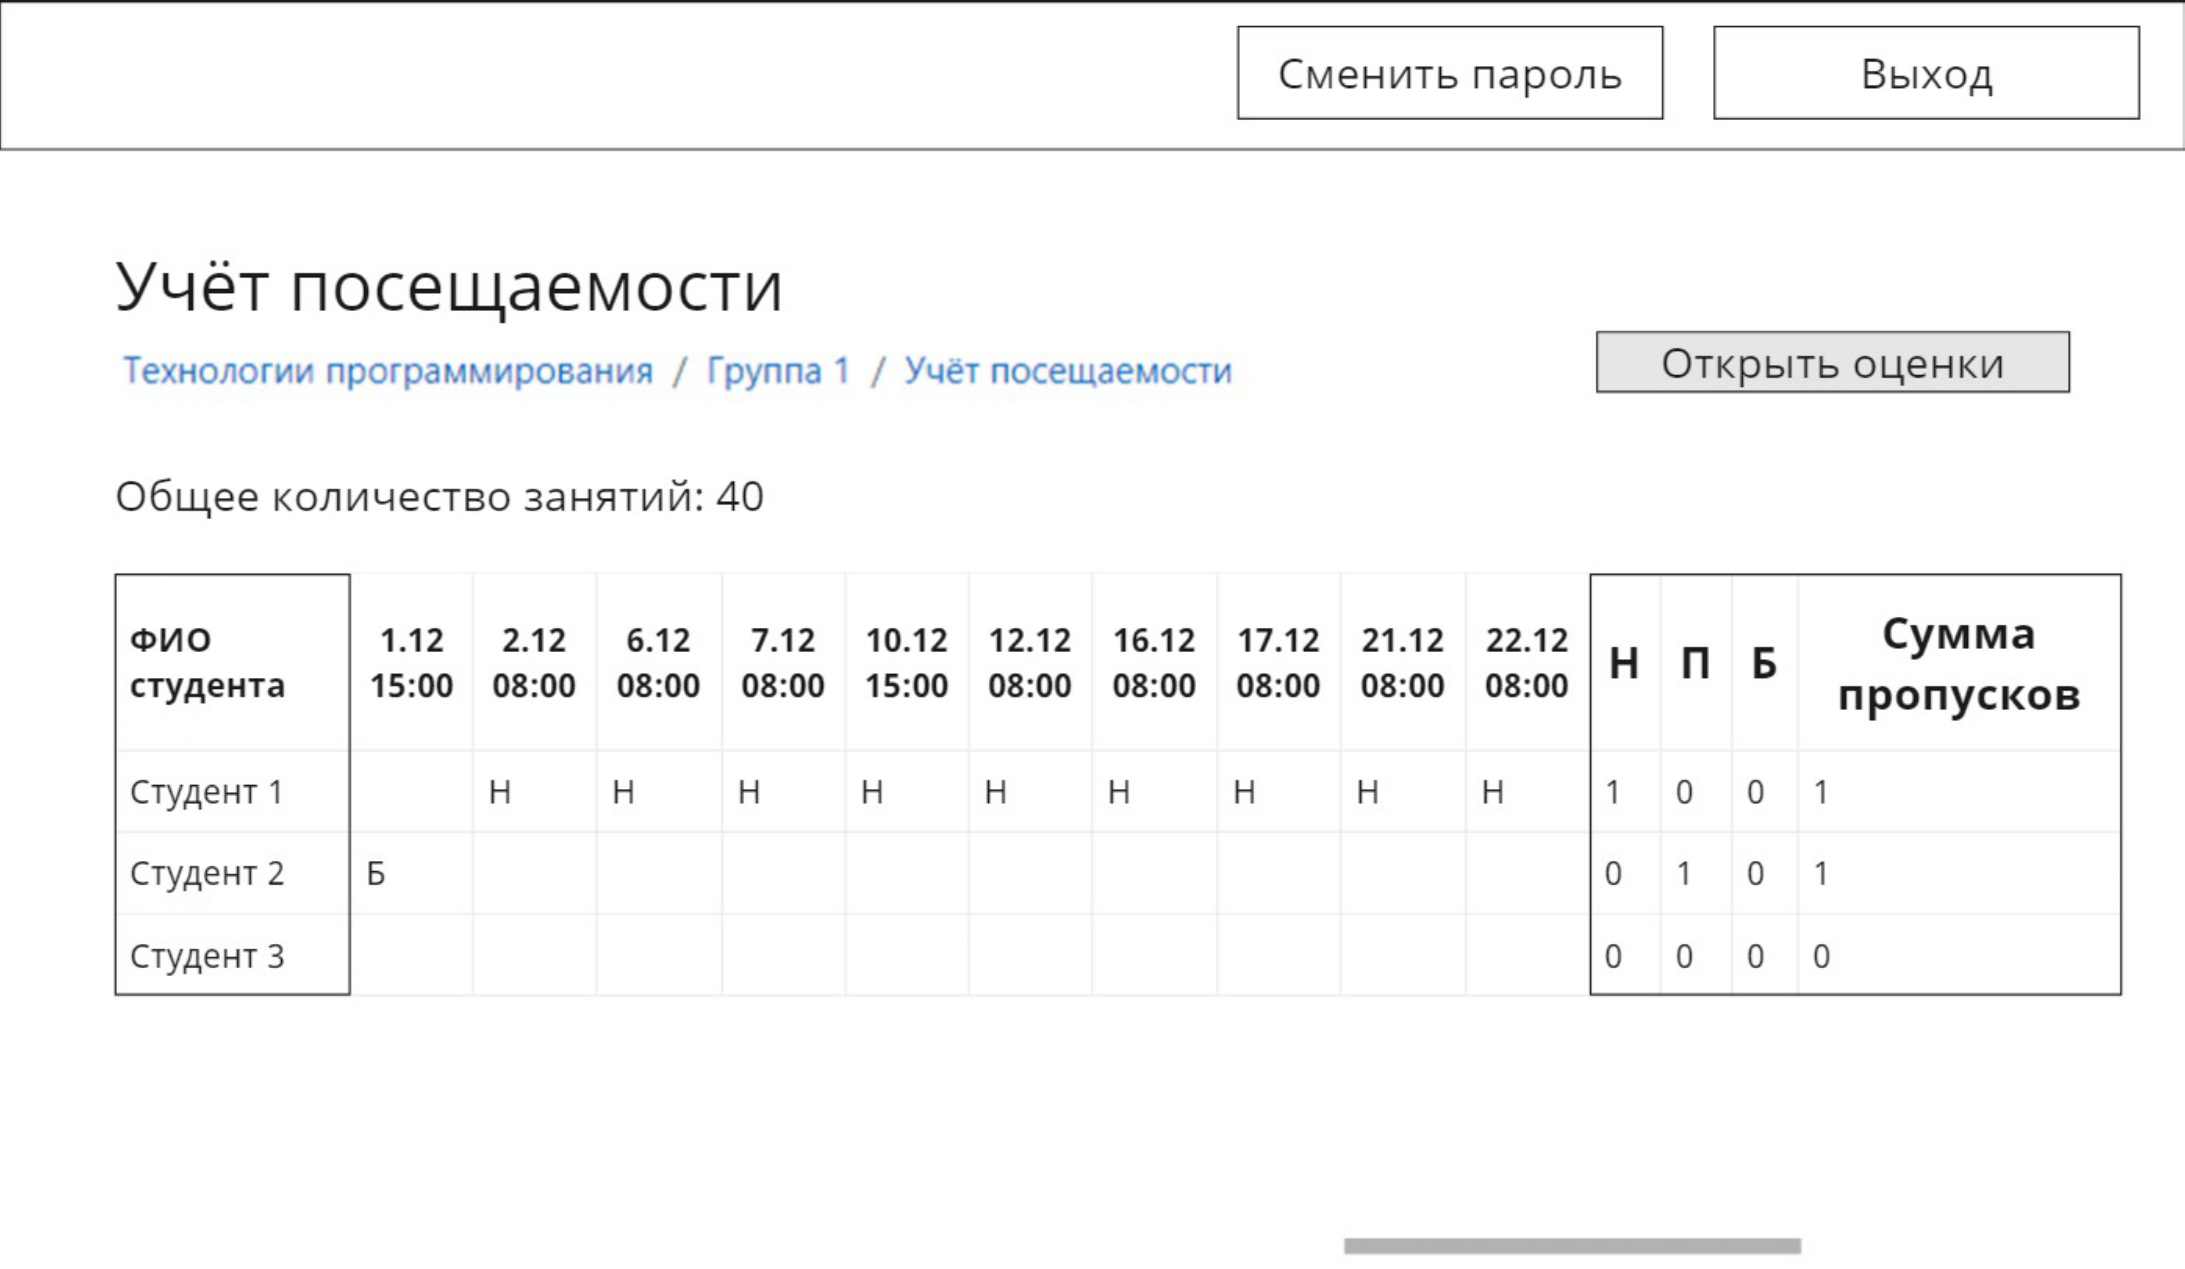 Сменить пароль Выход
Учёт посещаемости
Технологии программирования / Группа 1 / Учёт посещаемости
Открыть оценки
Общее количество занятий: 40
ФИО студента 1.12 15:00 2.12 08:00 6.12 08:00 7.12 08:00 10.12 15:00 12.12 08:00 16.12 08:00 17.12 08:00 21.12 08:00 22.12 08:00 Н П Б Сумма пропусков
Студент 1 Н Н Н Н Н Н Н Н Н 1 0 0 1
Студент 2 Б 0 1 0 1
Студент 3 0 0 0 0